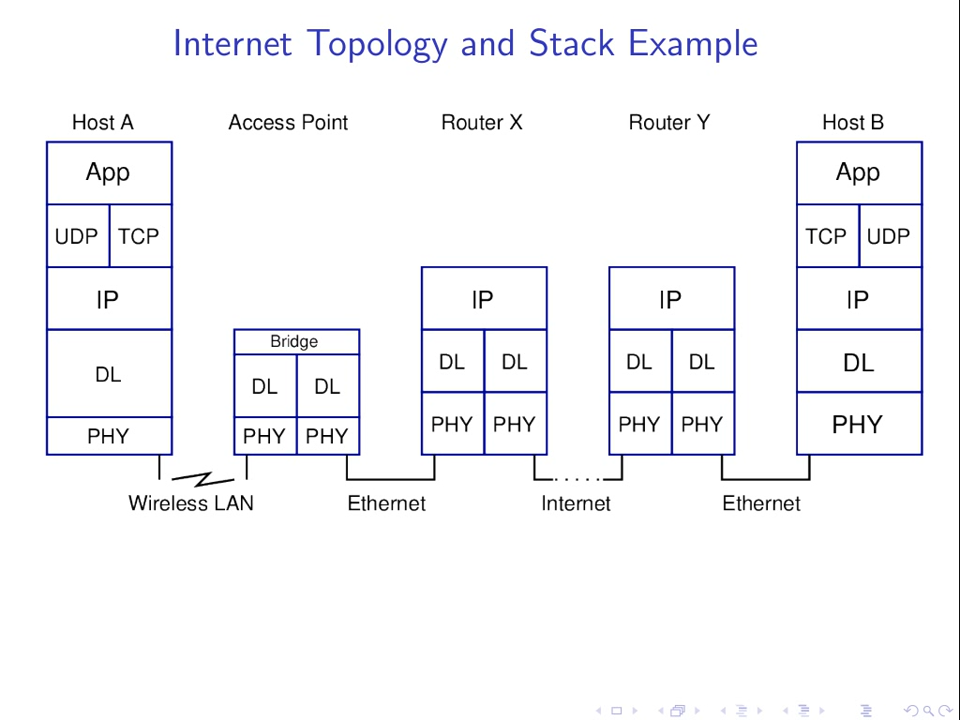 Internet Topology and Stack Example
Host A Access Point Router X Router Y Host B
App App
UDP TCP TCP UDP
IP IP IP IP
Bridge
DL DL DL DL DL DL DL DL
PHY PHY PHY PHY PHY PHY PHY PHY
Wireless LAN Ethernet Internet Ethernet